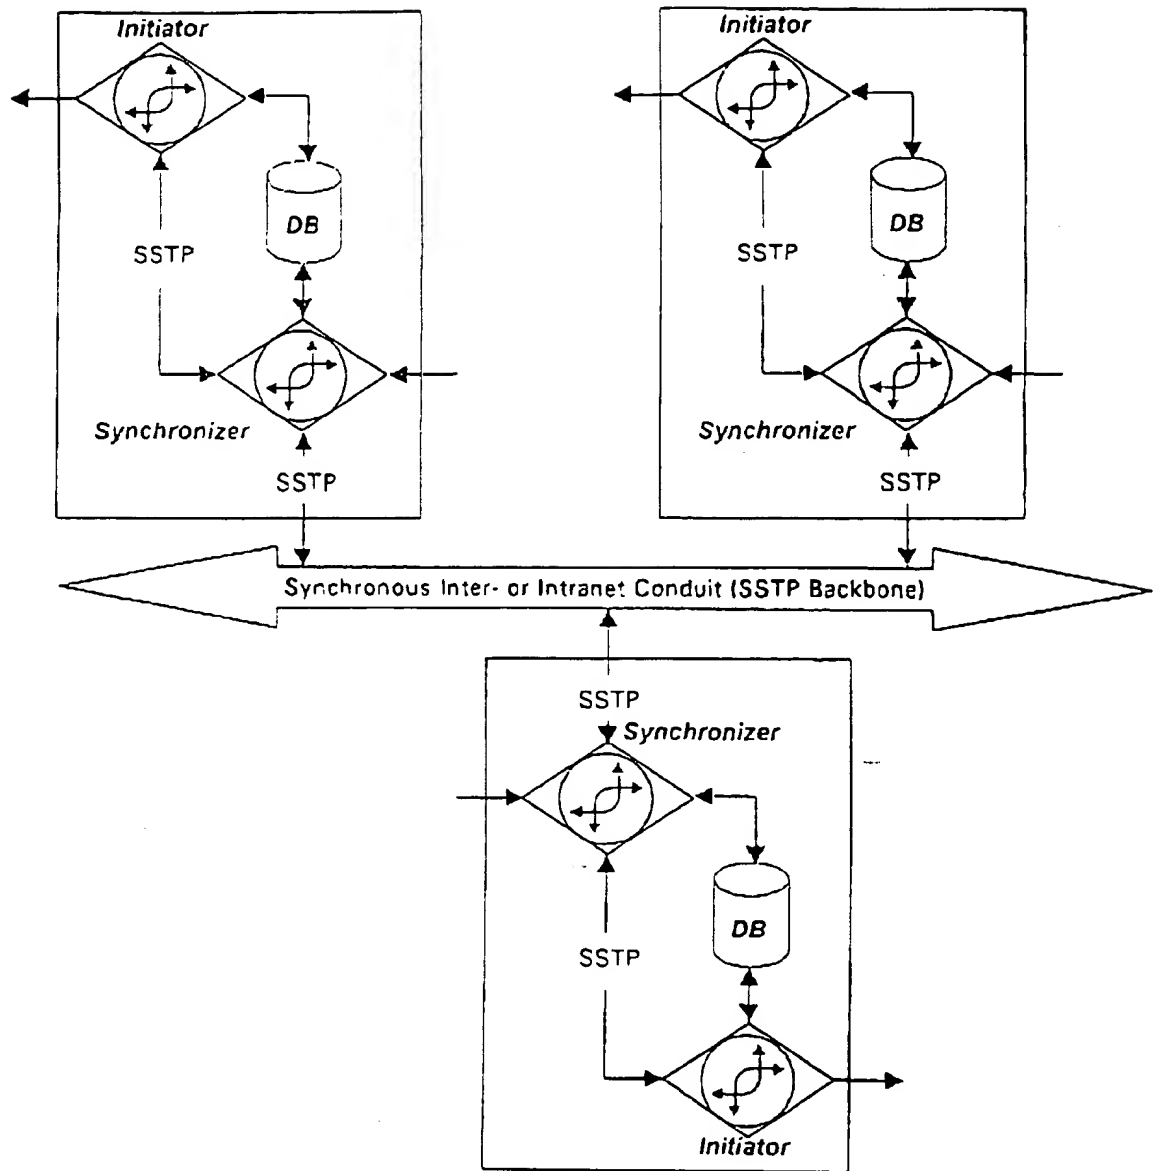 Initiator
Initiator
DB
DB
SSTP
SSTP
Synchronizer
Synchronizer
SSTP
SSTP
Synchronous Inter- or Intranet Conduit (SSTP Backbone)
SSTP
Synchronizer
DB
SSTP
Initiator